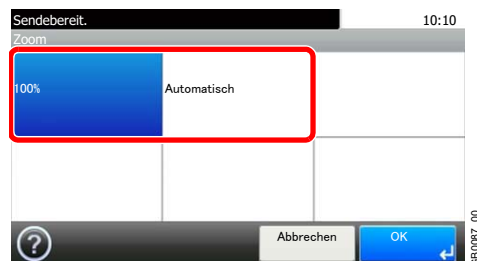 Sendebereit. 10:10
Zoom
100% Automatisch
Abbrechen OK
?